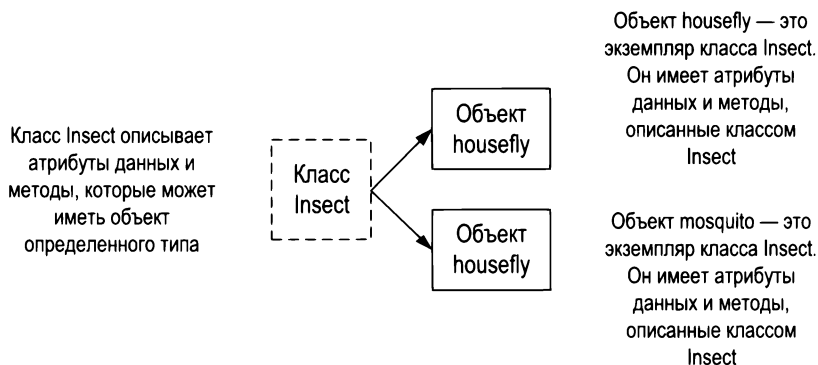 Класс Insect описывает
атрибуты данных и
методы, которые может
иметь объект
определенного типа
Класс
Insect
Объект
housefly
Объект
housefly
Объект housefly — это
экземпляр класса Insect.
Он имеет атрибуты
данных и методы,
описанные классом
Insect
Объект mosquito — это
экземпляр класса Insect.
Он имеет атрибуты
данных и методы,
описанные классом
Insect